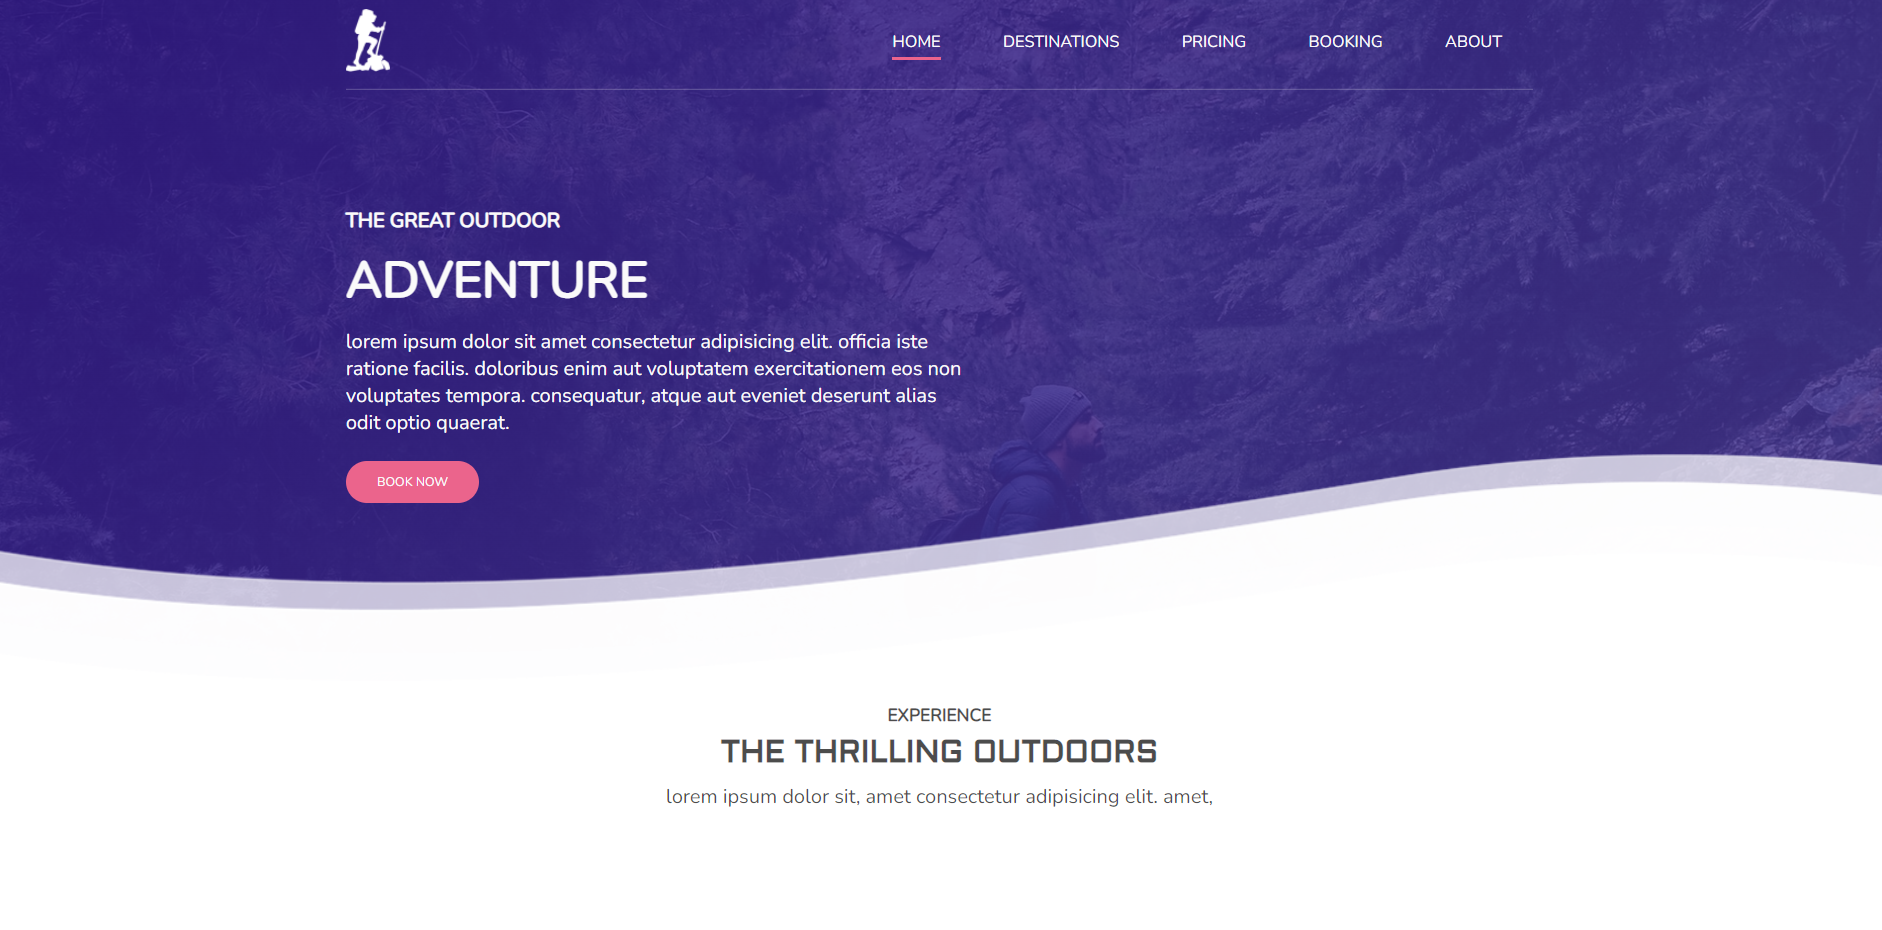 HOME DESTINATIONS PRICING BOOKING ABOUT
THE GREAT OUTDOOR
ADVENTURE
lorem ipsum dolor sit amet consectetur adipisicing elit. officia iste
ratione facilis. doloribus enim aut voluptatem exercitationem eos non
voluptates tempora. consequatur, atque aut eveniet deserunt alias
odit optio quaerat.
BOOK NOW
EXPERIENCE
THE THRILLING OUTDOORS
lorem ipsum dolor sit, amet consectetur adipisicing elit. amet,